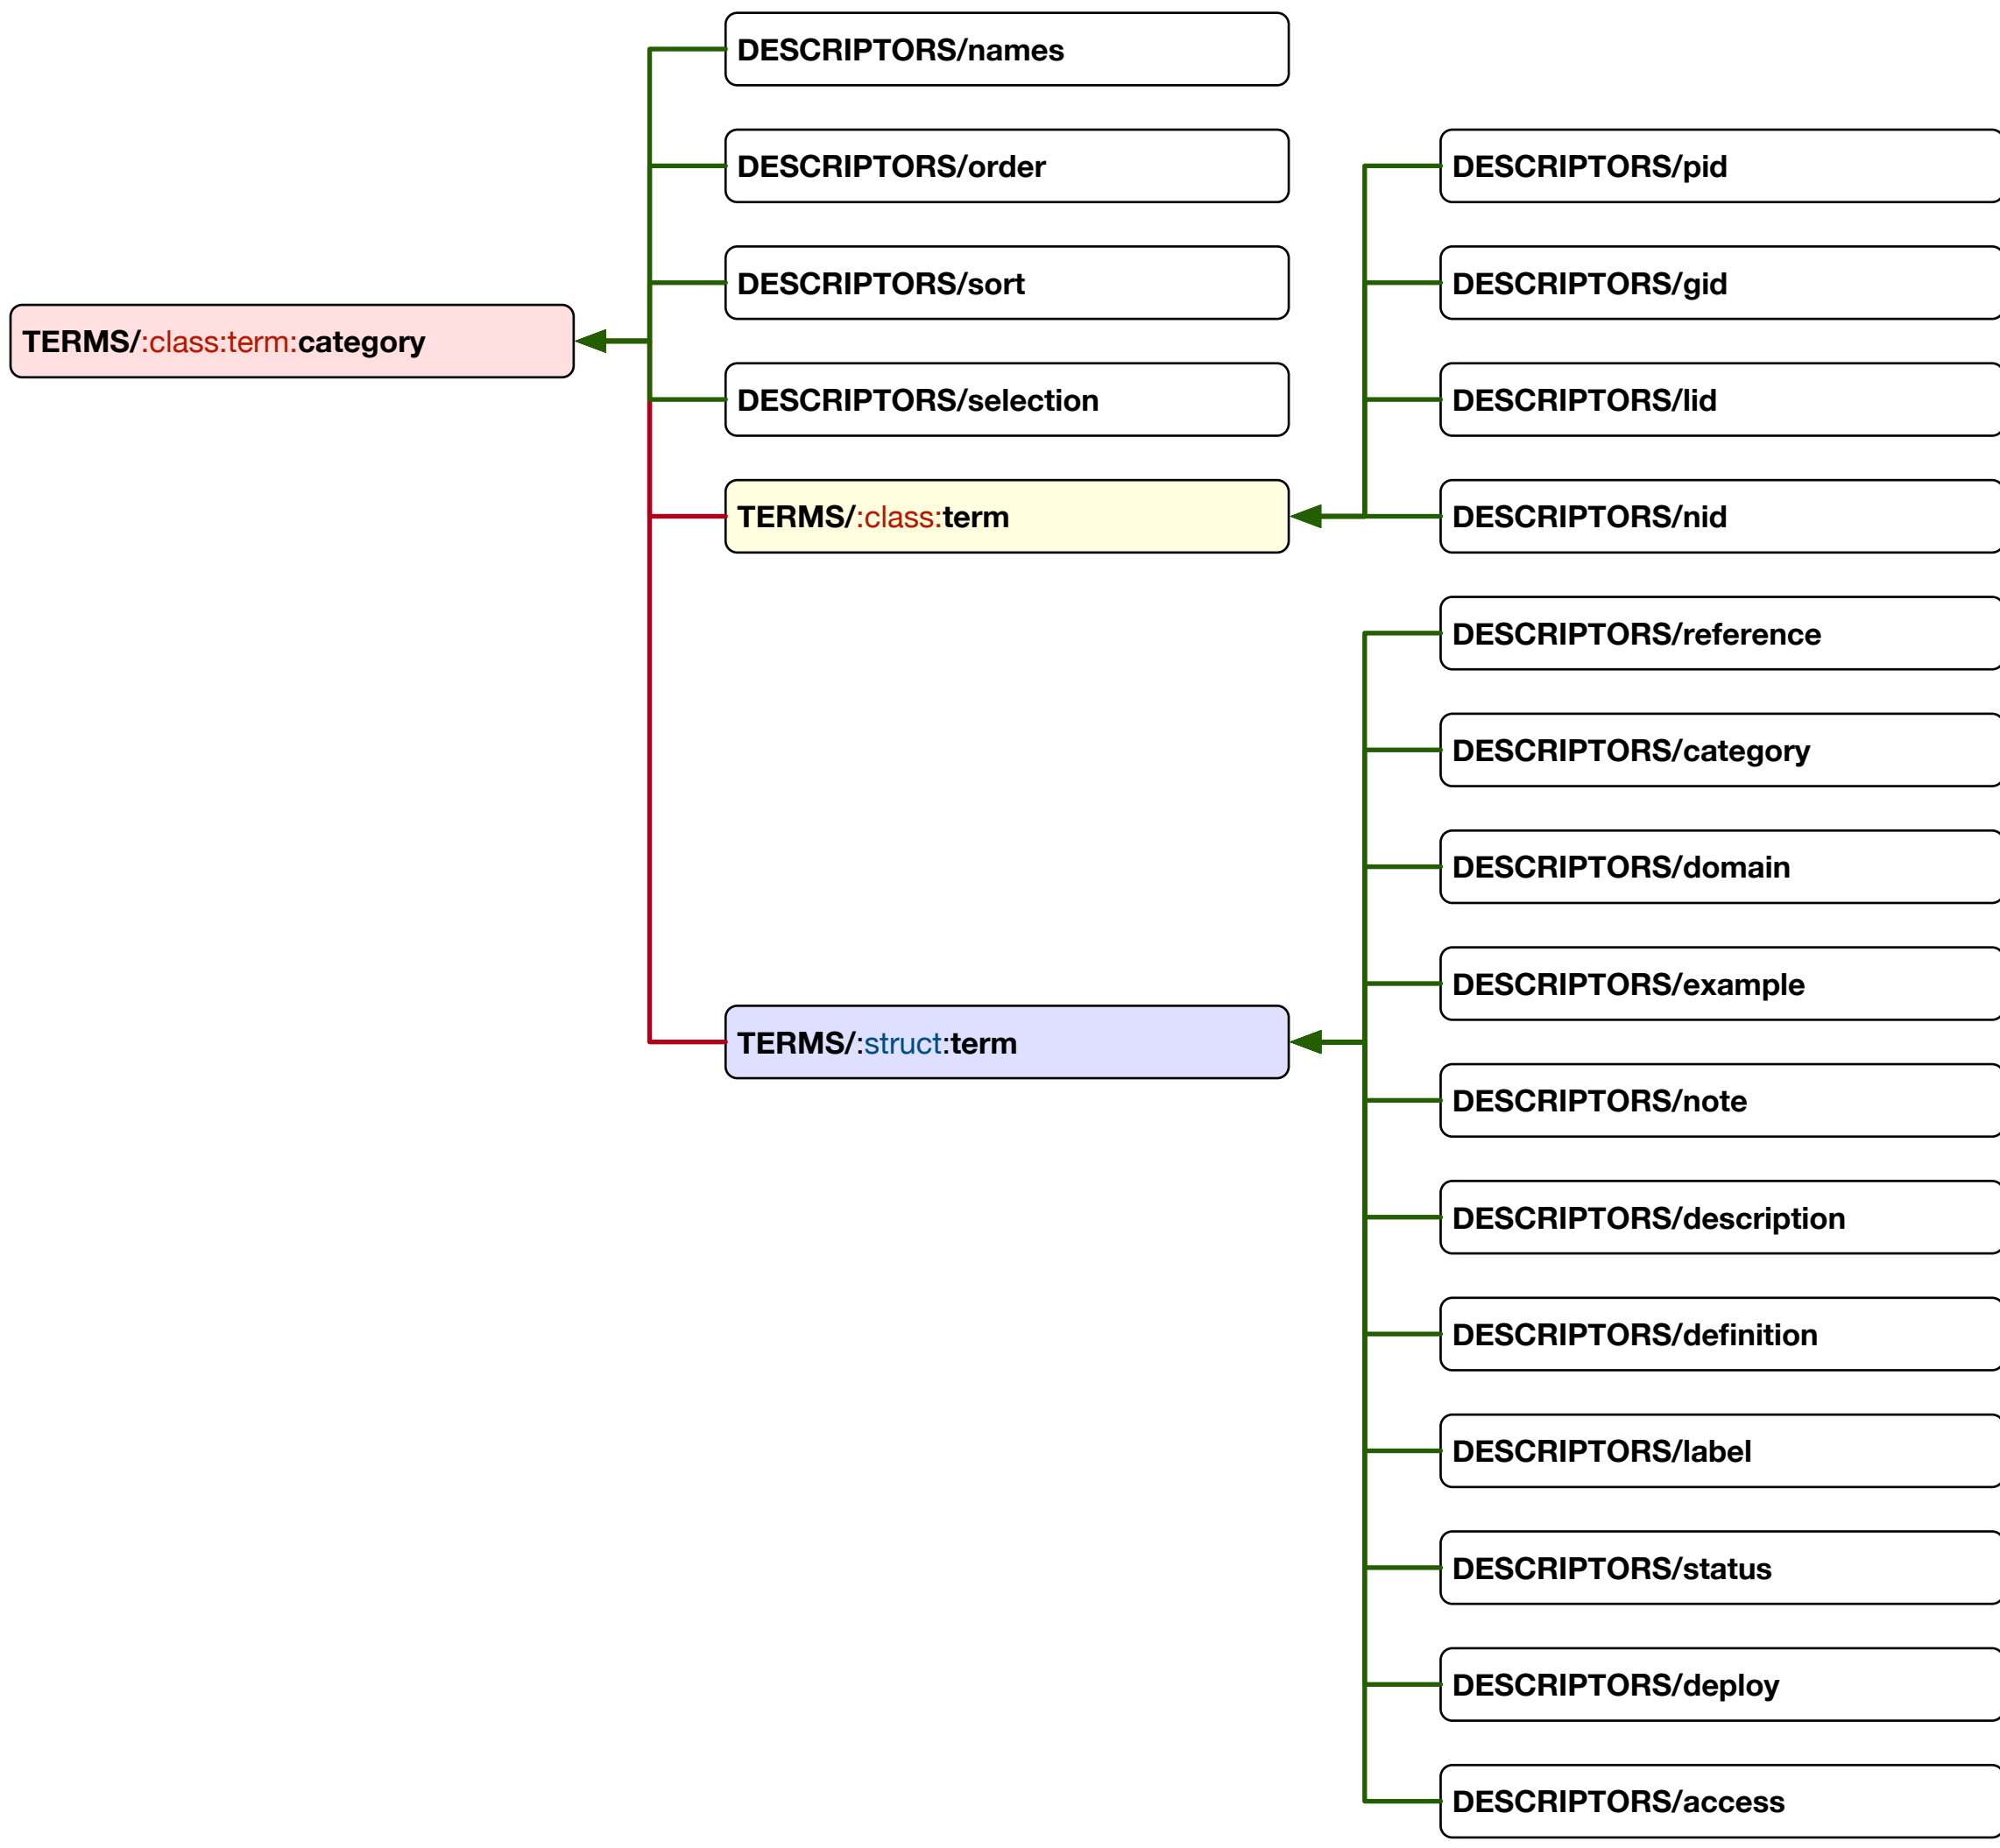 DESCRIPTORS/names
DESCRIPTORS/order
DESCRIPTORS/pid
DESCRIPTORS/sort
DESCRIPTORS/gid
TERMS/:class:term:category
DESCRIPTORS/selection
DESCRIPTORS/lid
TERMS/:class:term
DESCRIPTORS/nid
DESCRIPTORS/reference
DESCRIPTORS/category
DESCRIPTORS/domain
DESCRIPTORS/example
TERMS/:struct:term
DESCRIPTORS/note
DESCRIPTORS/description
DESCRIPTORS/definition
DESCRIPTORS/label
DESCRIPTORS/status
DESCRIPTORS/deploy
DESCRIPTORS/access